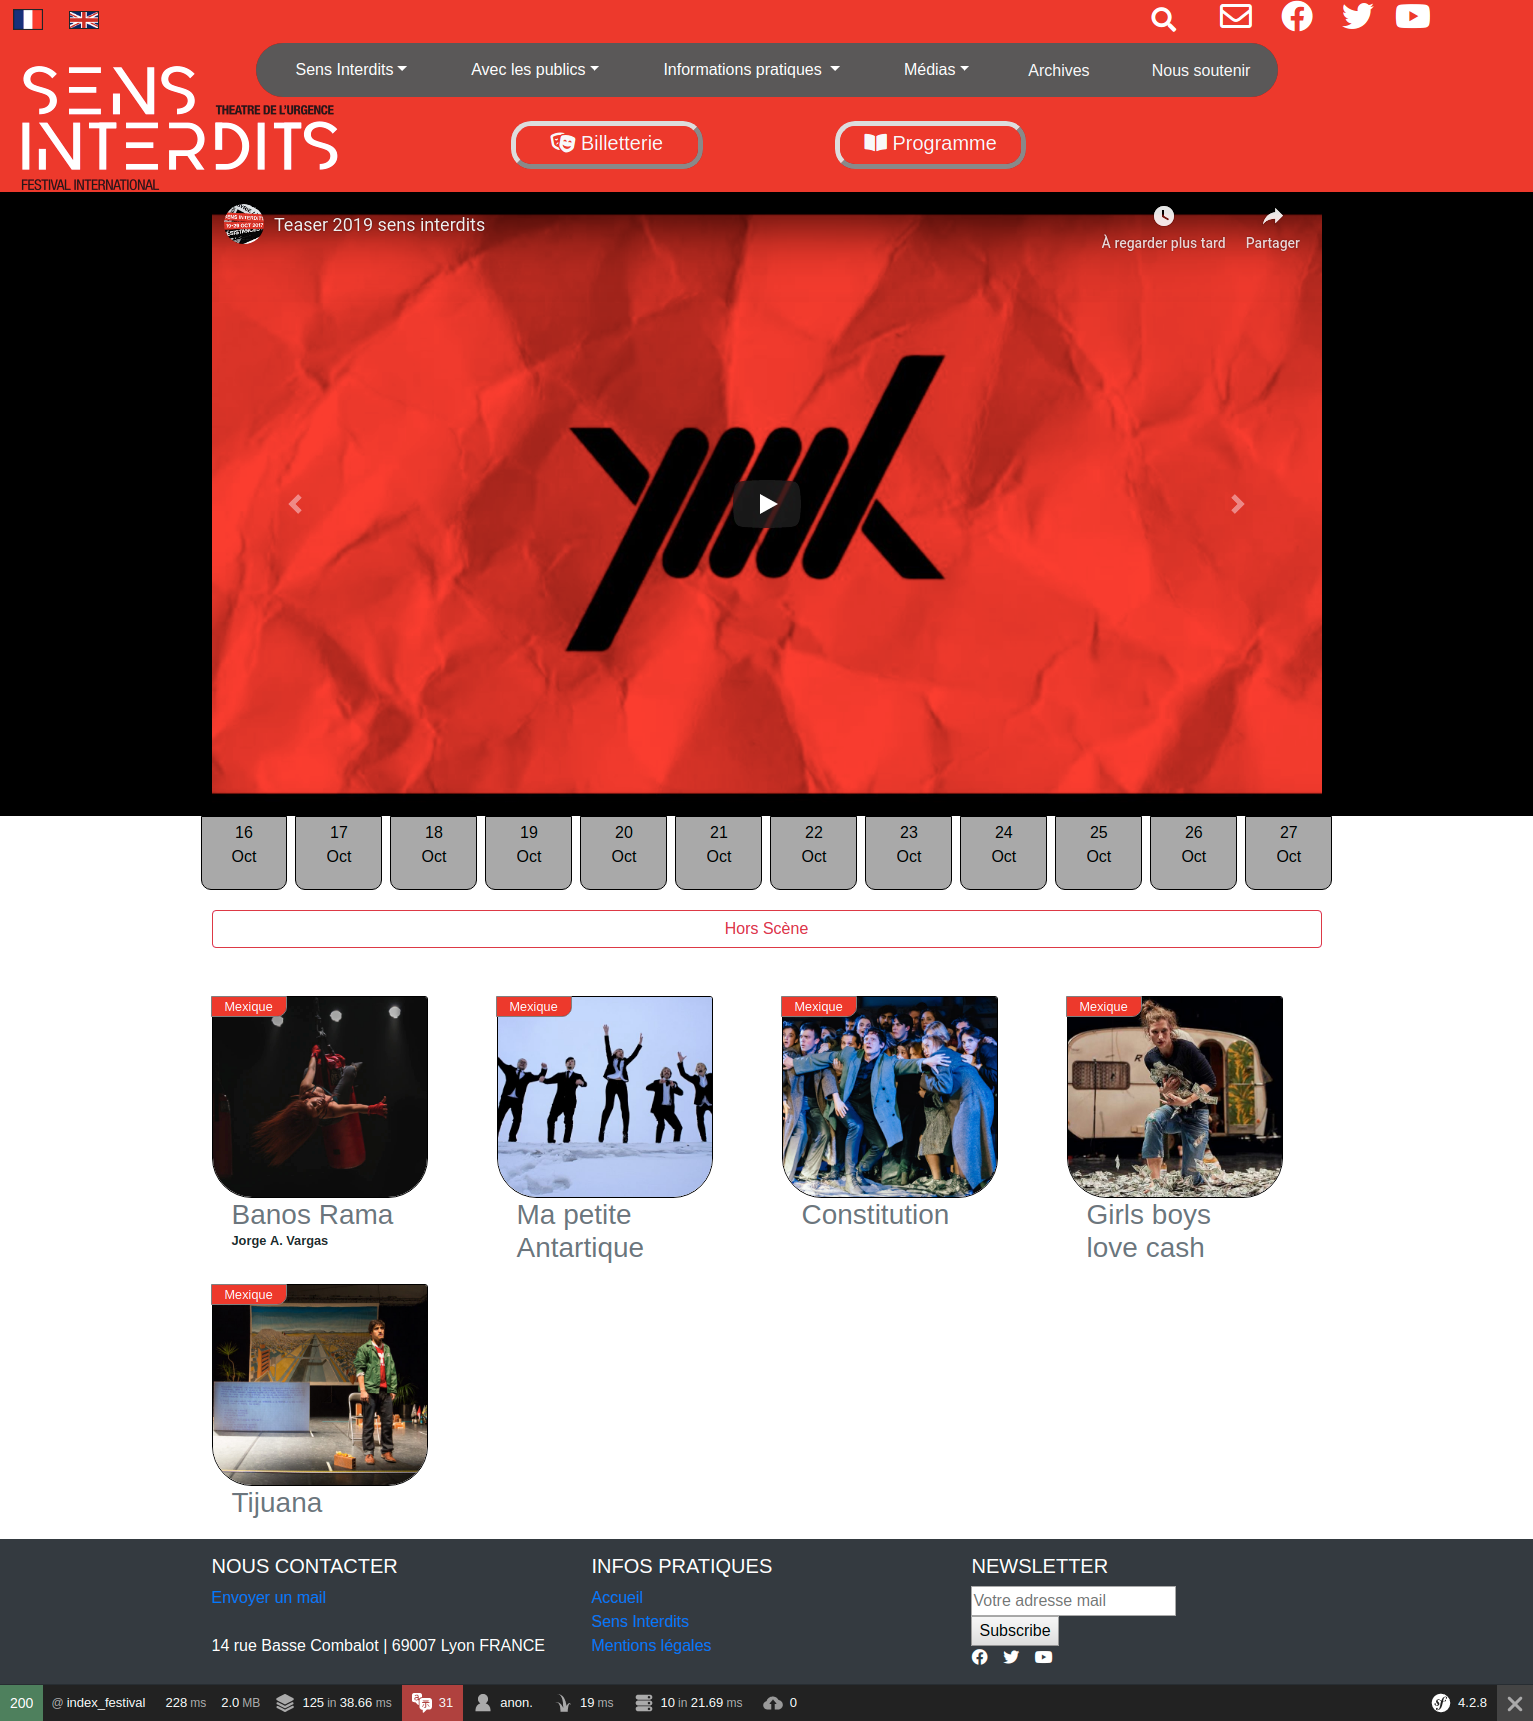 Sens Interdits
Avec les publics
Informations pratiques
Médias
Archives
Nous soutenir
SENS
THEATRE DE L'URGENCE
INTERDITS
FESTIVAL INTERNATIONAL
Billetterie
Programme
Teaser 2019 sens interdits
À regarder plus tard
Partager
16 Oct
17 Oct
18 Oct
19 Oct
20 Oct
21 Oct
22 Oct
23 Oct
24 Oct
25 Oct
26 Oct
27 Oct
Hors Scène
Mexique
Banos Rama
Jorge A. Vargas
Mexique
Ma petite
Antartique
Mexique
Constitution
Mexique
Girls boys
love cash
Mexique
Tijuana
NOUS CONTACTER
Envoyer un mail
14 rue Basse Combalot | 69007 Lyon FRANCE
INFOS PRATIQUES
Accueil
Sens Interdits
Mentions légales
NEWSLETTER
Votre adresse mail
Subscribe
200 @ index_festival 228 ms 2.0 MB 125 in 38.66 ms 31 anon. 19 ms 10 in 21.69 ms 0 4.2.8